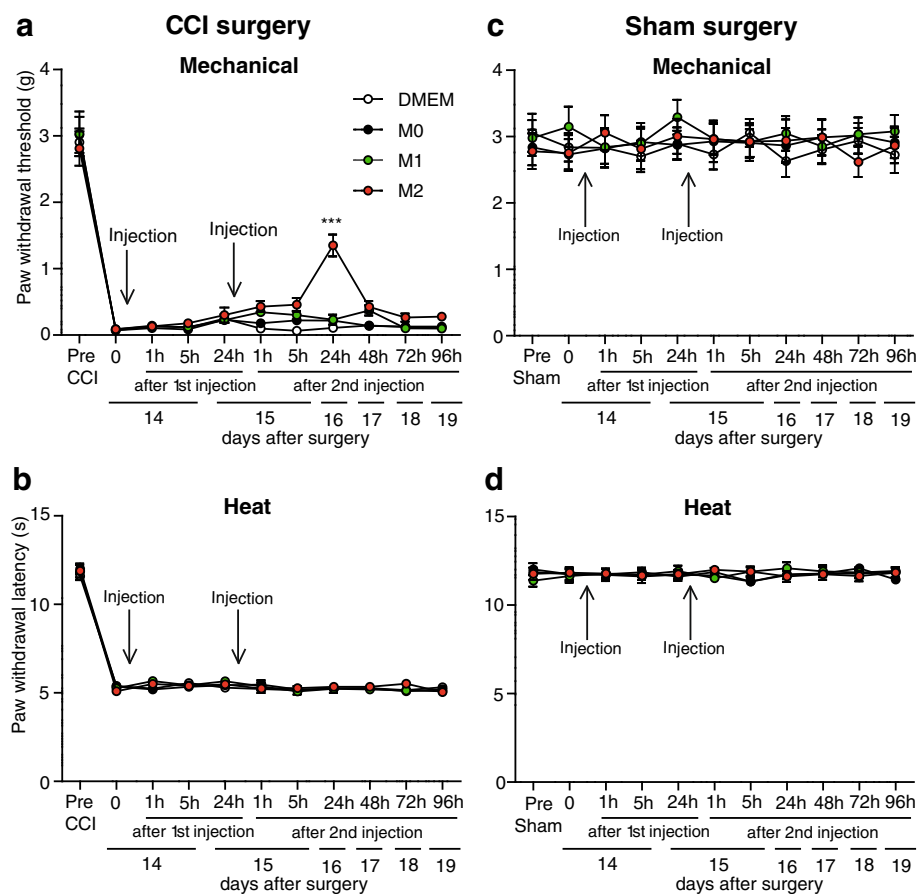 a
CCI surgery
Mechanical
Paw withdrawal threshold (g)
4
3
2
1
0
DMEM
M0
M1
M2
Injection
Injection
***
Pre 0 1h 5h 24h 1h 5h 24h 48h 72h 96h
CCI
after 1st injection
after 2nd injection
14 15 16 17 18 19
days after surgery
c
Sham surgery
Mechanical
4
3
2
1
0
Injection
Injection
Pre 0 1h 5h 24h 1h 5h 24h 48h 72h 96h
Sham
after 1st injection
after 2nd injection
14 15 16 17 18 19
days after surgery
b
Heat
Paw withdrawal latency (s)
15
10
5
0
Injection
Injection
Pre 0 1h 5h 24h 1h 5h 24h 48h 72h 96h
CCI
after 1st injection
after 2nd injection
14 15 16 17 18 19
days after surgery
d
Heat
15
10
5
0
Injection
Injection
Pre 0 1h 5h 24h 1h 5h 24h 48h 72h 96h
Sham
after 1st injection
after 2nd injection
14 15 16 17 18 19
days after surgery